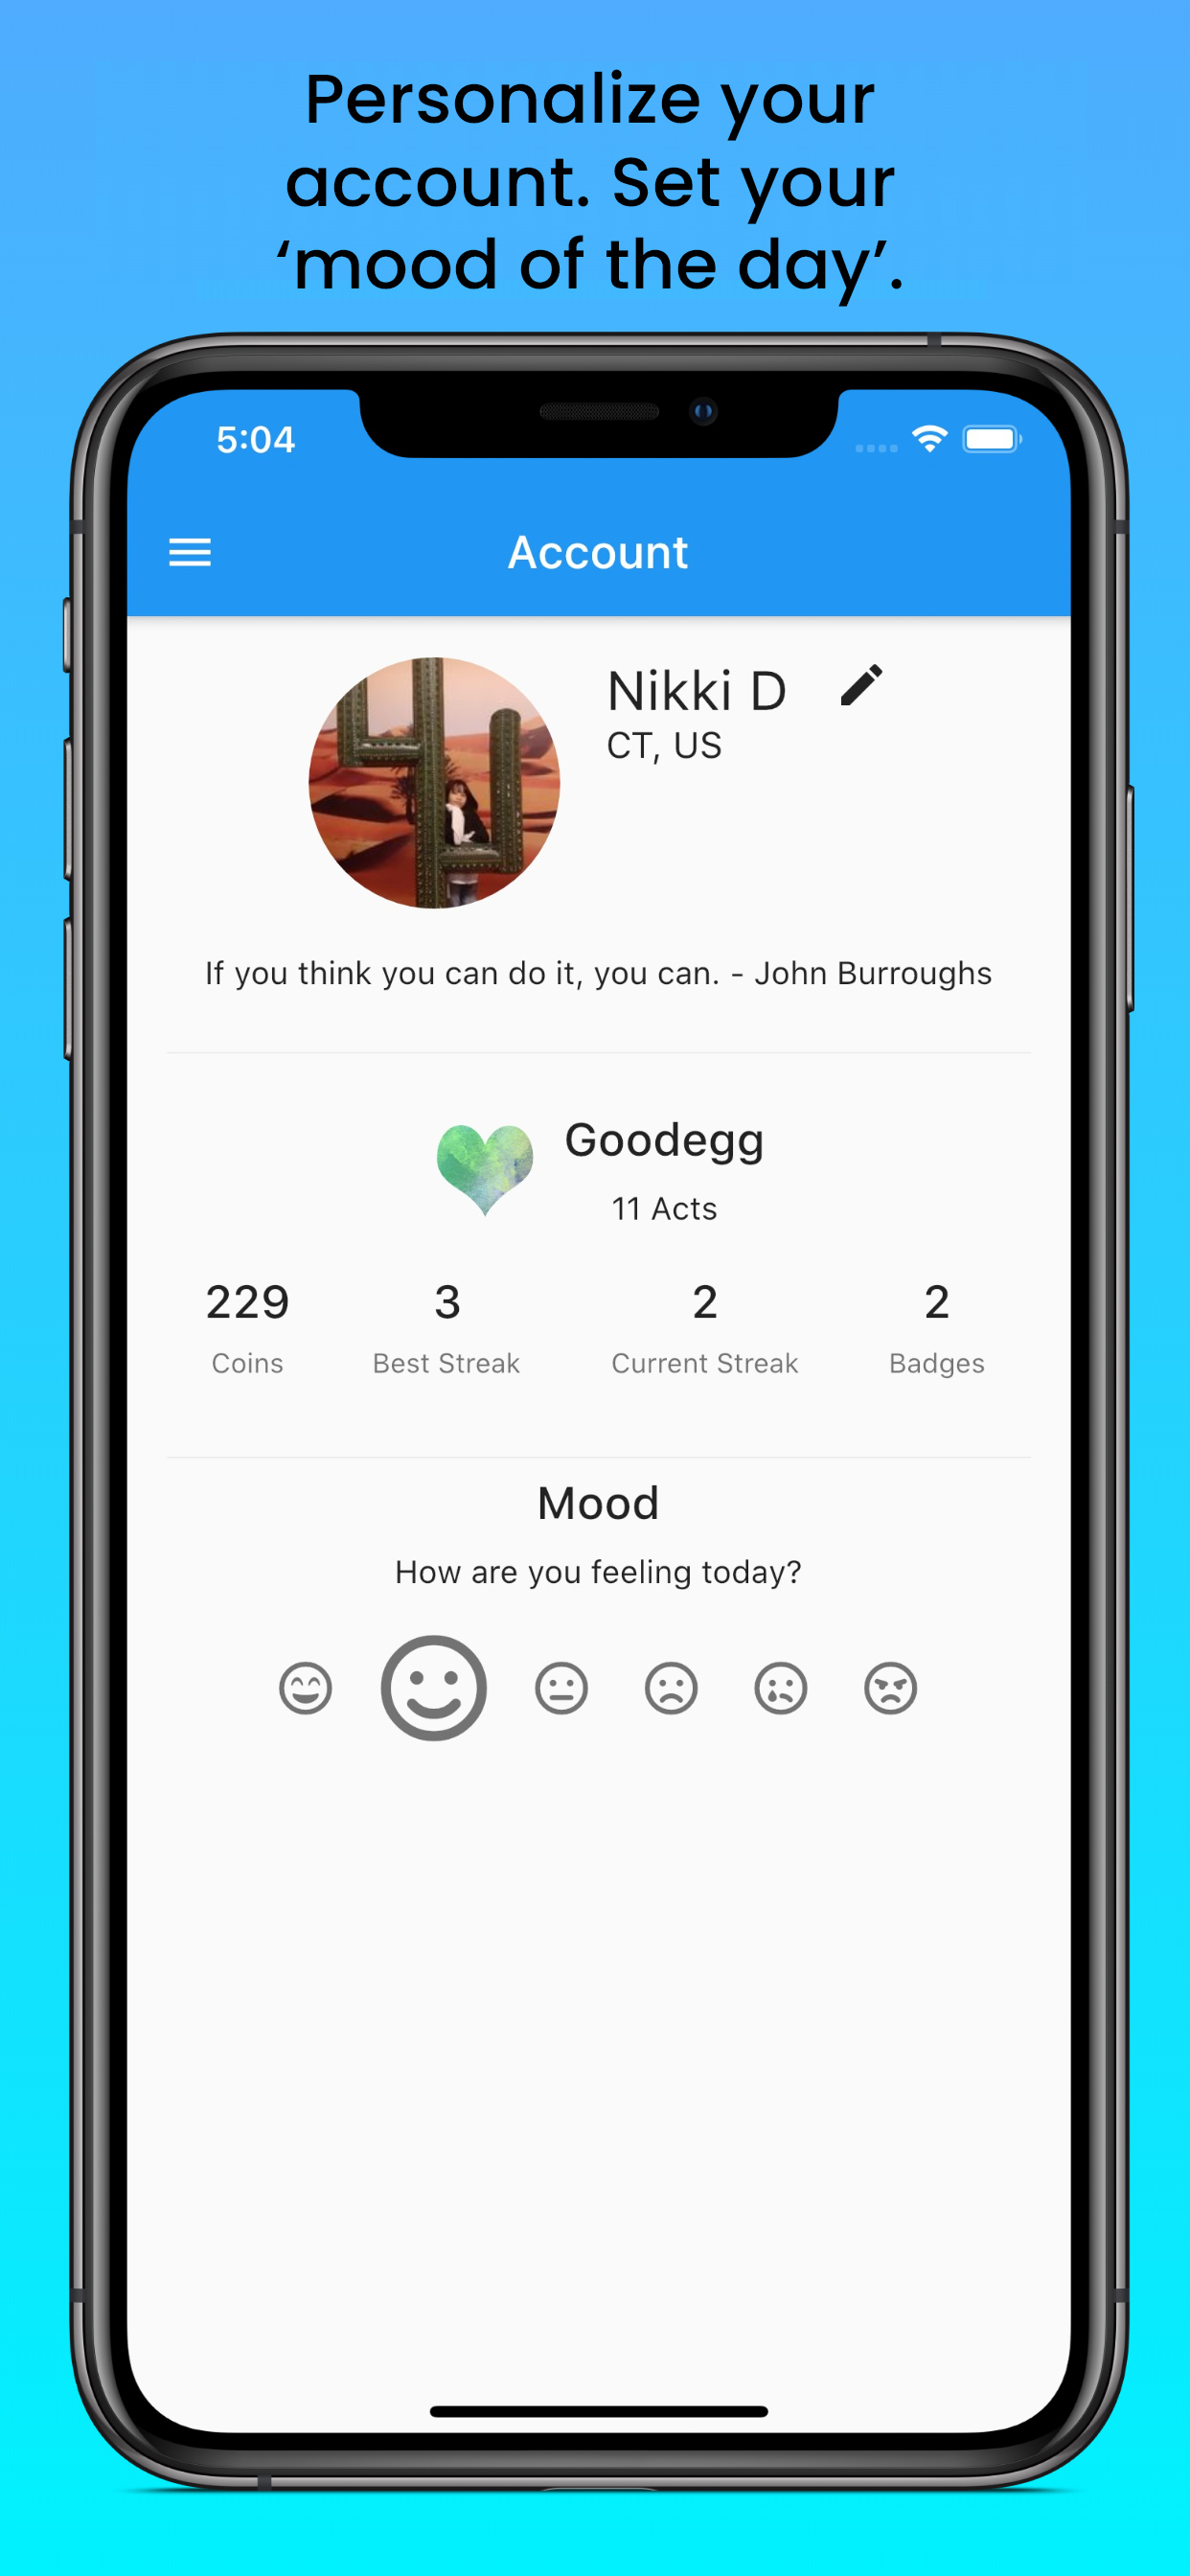 Personalize your
account. Set your
‘mood of the day’.
5:04
Account
Nikki D
CT, US
If you think you can do it, you can. - John Burroughs
Goodegg
11 Acts
229 3 2 2
Coins Best Streak Current Streak Badges
Mood
How are you feeling today?